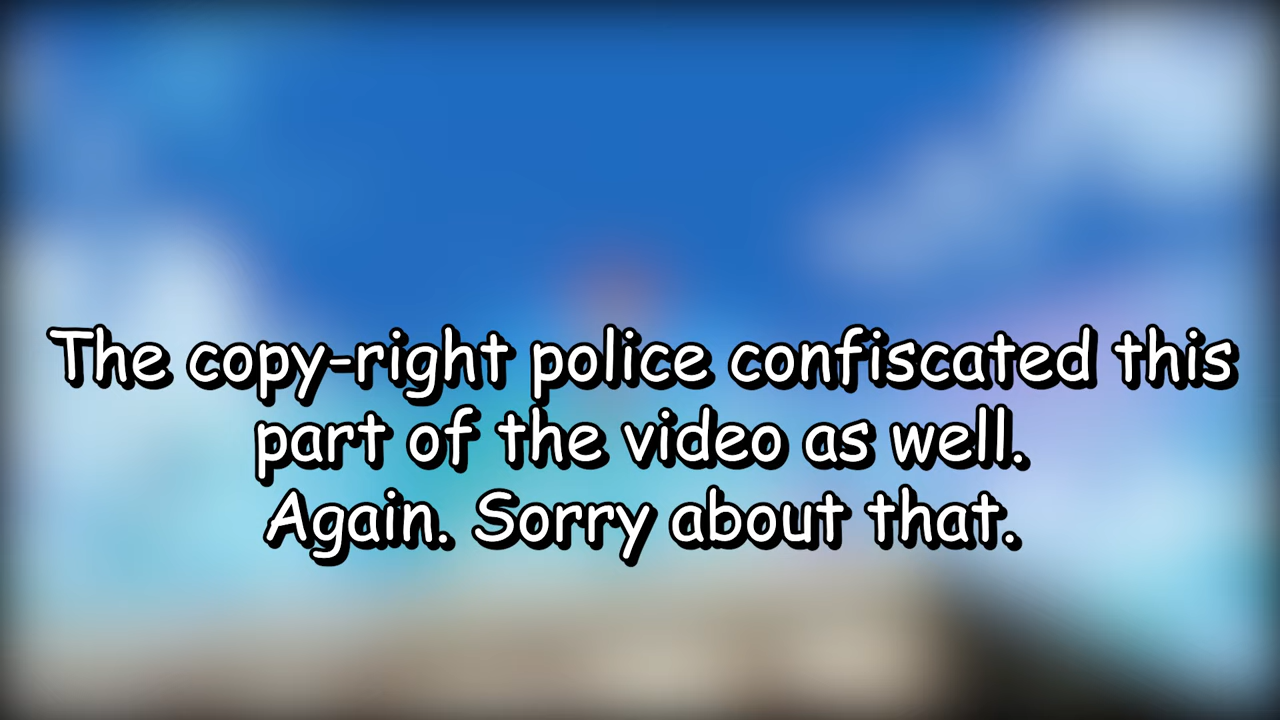 The copy-right police confiscated this
part of the video as well.
Again. Sorry about that.